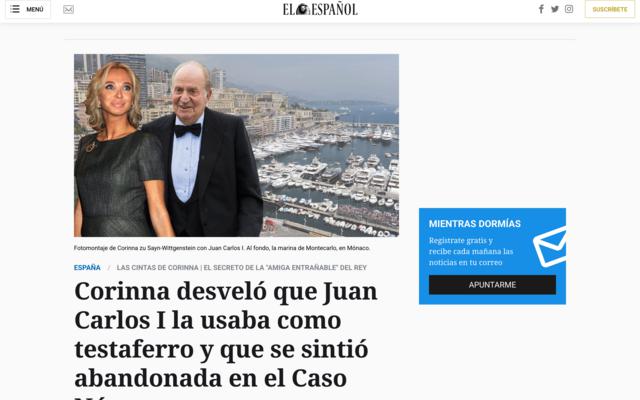 MENÚ
EL ESPAÑOL
SUSCRÍBETE
Fotomontaje de Corinna zu Sayn-Wittgenstein con Juan Carlos I. Al fondo, la marina de Montecarlo, en Mónaco.
ESPAÑA / LAS CINTAS DE CORINNA | EL SECRETO DE LA "AMIGA ENTRAÑABLE" DEL REY
Corinna desveló que Juan
Carlos I la usaba como
testaferro y que se sintió
abandonada en el Caso
MIENTRAS DORMÍAS
Regístrate gratis y
recibe cada mañana las
noticias en tu correo
APUNTARME